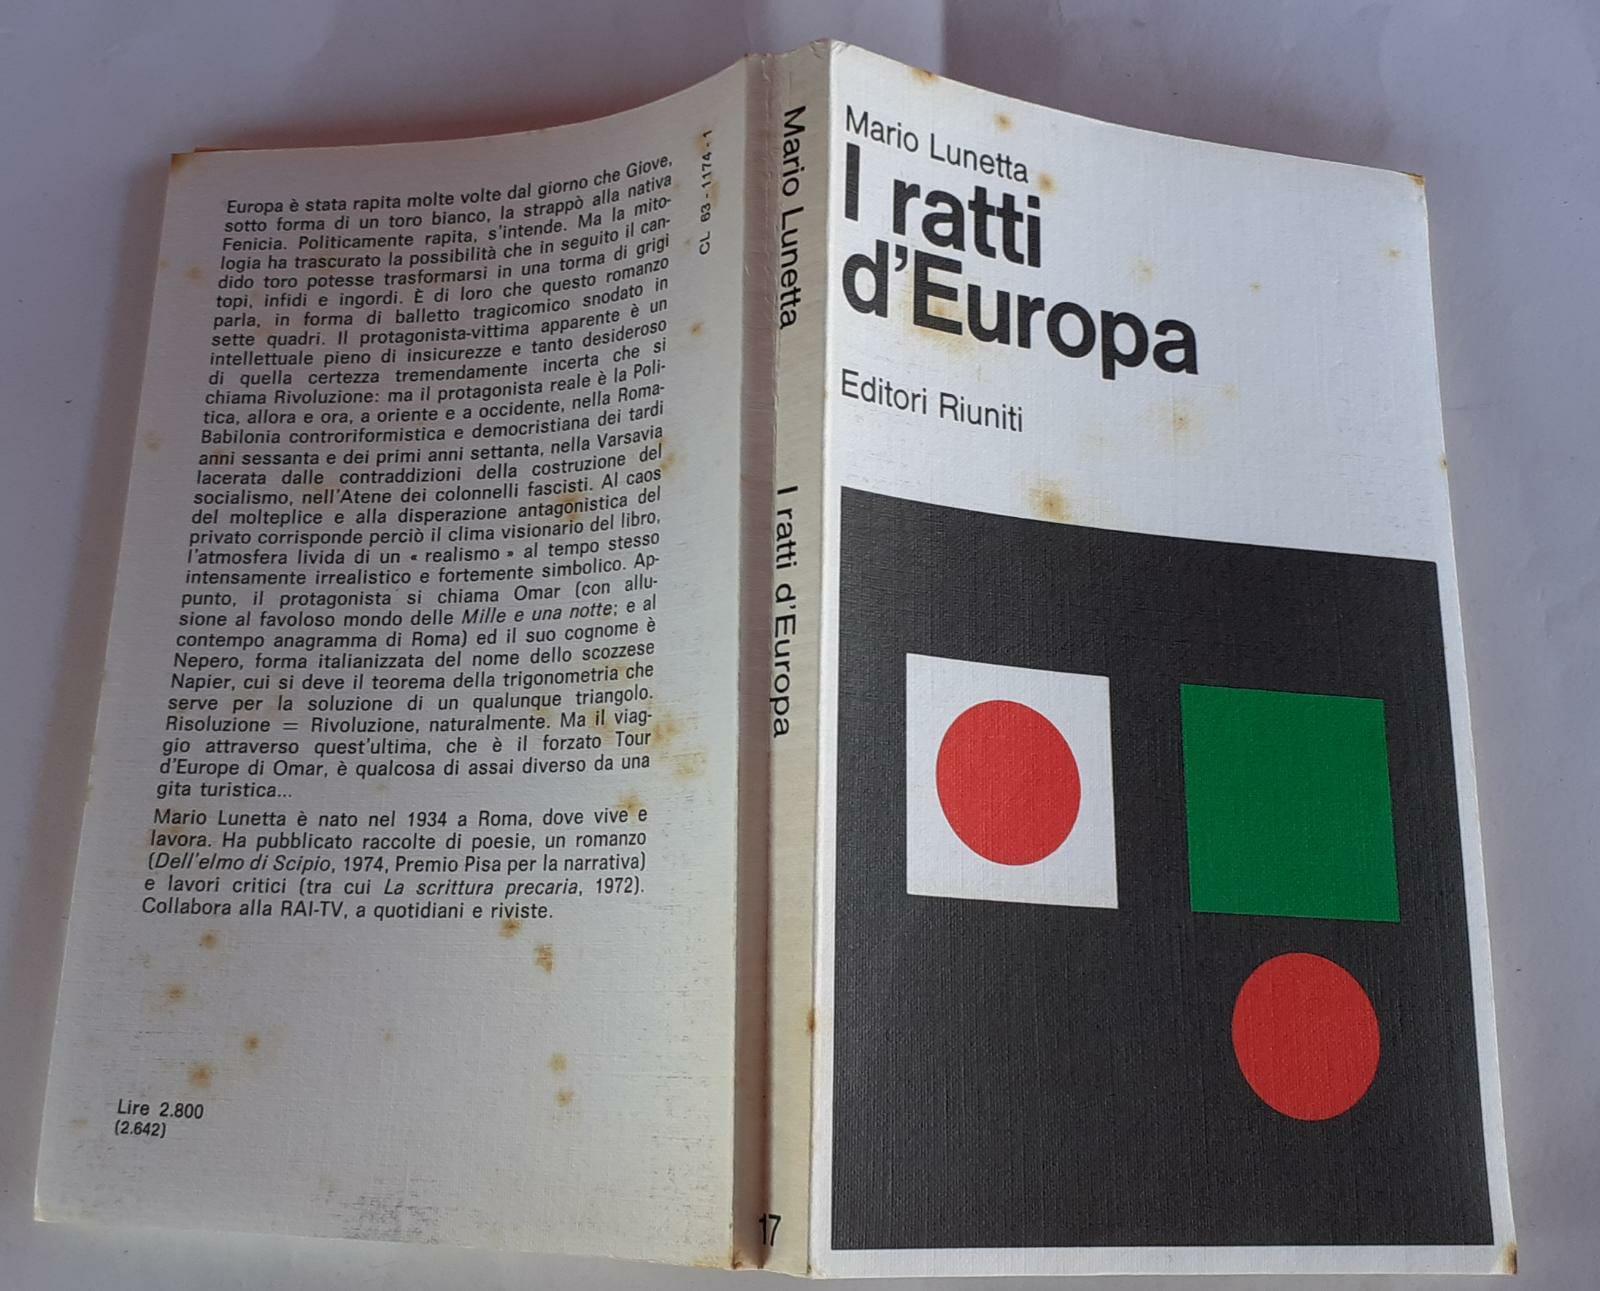 Europa è stata rapita molte volte dal giorno che Giove,
sotto forma di un toro bianco, la strappò alla nativa
Fenicia. Politicamente rapita, s'intende. Ma la mito-
logia ha trascurato la possibilità che in seguito il can-
dido toro potesse trasformarsi in una torma di grigi
topi, infidi e ingordi. È di loro che questo romanzo
parla, in forma di balletto tragicomico snodato in
sette quadri. Il protagonista-vittima apparente è un
intellettuale pieno di insicurezze e tanto desideroso
di quella certezza tremendamente incerta che si
chiama Rivoluzione: ma il protagonista reale è la Poli-
tica, allora e ora, a oriente e a occidente, nella Roma-
Babilonia controriformistica e democristiana dei tardi
anni sessanta e dei primi anni settanta, nella Varsavia
lacerata dalle contraddizioni della costruzione del
socialismo, nell'Atene dei colonnelli fascisti. Al caos
del molteplice e alla disperazione antagonistica del
privato corrisponde perciò il clima visionario del libro,
l'atmosfera livida di un « realismo » al tempo stesso
intensamente irrealistico e fortemente simbolico. Ap-
punto, il protagonista si chiama Omar (con allu-
sione al favoloso mondo delle Mille e una notte; e al
contempo anagramma di Roma) ed il suo cognome è
Nepero, forma italianizzata del nome dello scozzese
Napier, cui si deve il teorema della trigonometria che
serve per la soluzione di un qualunque triangolo.
Risoluzione = Rivoluzione, naturalmente. Ma il viag-
gio attraverso quest'ultima, che è il forzato Tour
d'Europe di Omar, è qualcosa di assai diverso da una
gita turistica...
Mario Lunetta è nato nel 1934 a Roma, dove vive e
lavora. Ha pubblicato raccolte di poesie, un romanzo
(Dell'elmo di Scipio, 1974, Premio Pisa per la narrativa)
e lavori critici (tra cui La scrittura precaria, 1972).
Collabora alla RAI-TV, a quotidiani e riviste.
Lire 2.800
(2.642)
CL 63-1174-1
Mario Lunetta
I ratti d'Europa
17
Mario Lunetta
I ratti
d'Europa
Editori Riuniti